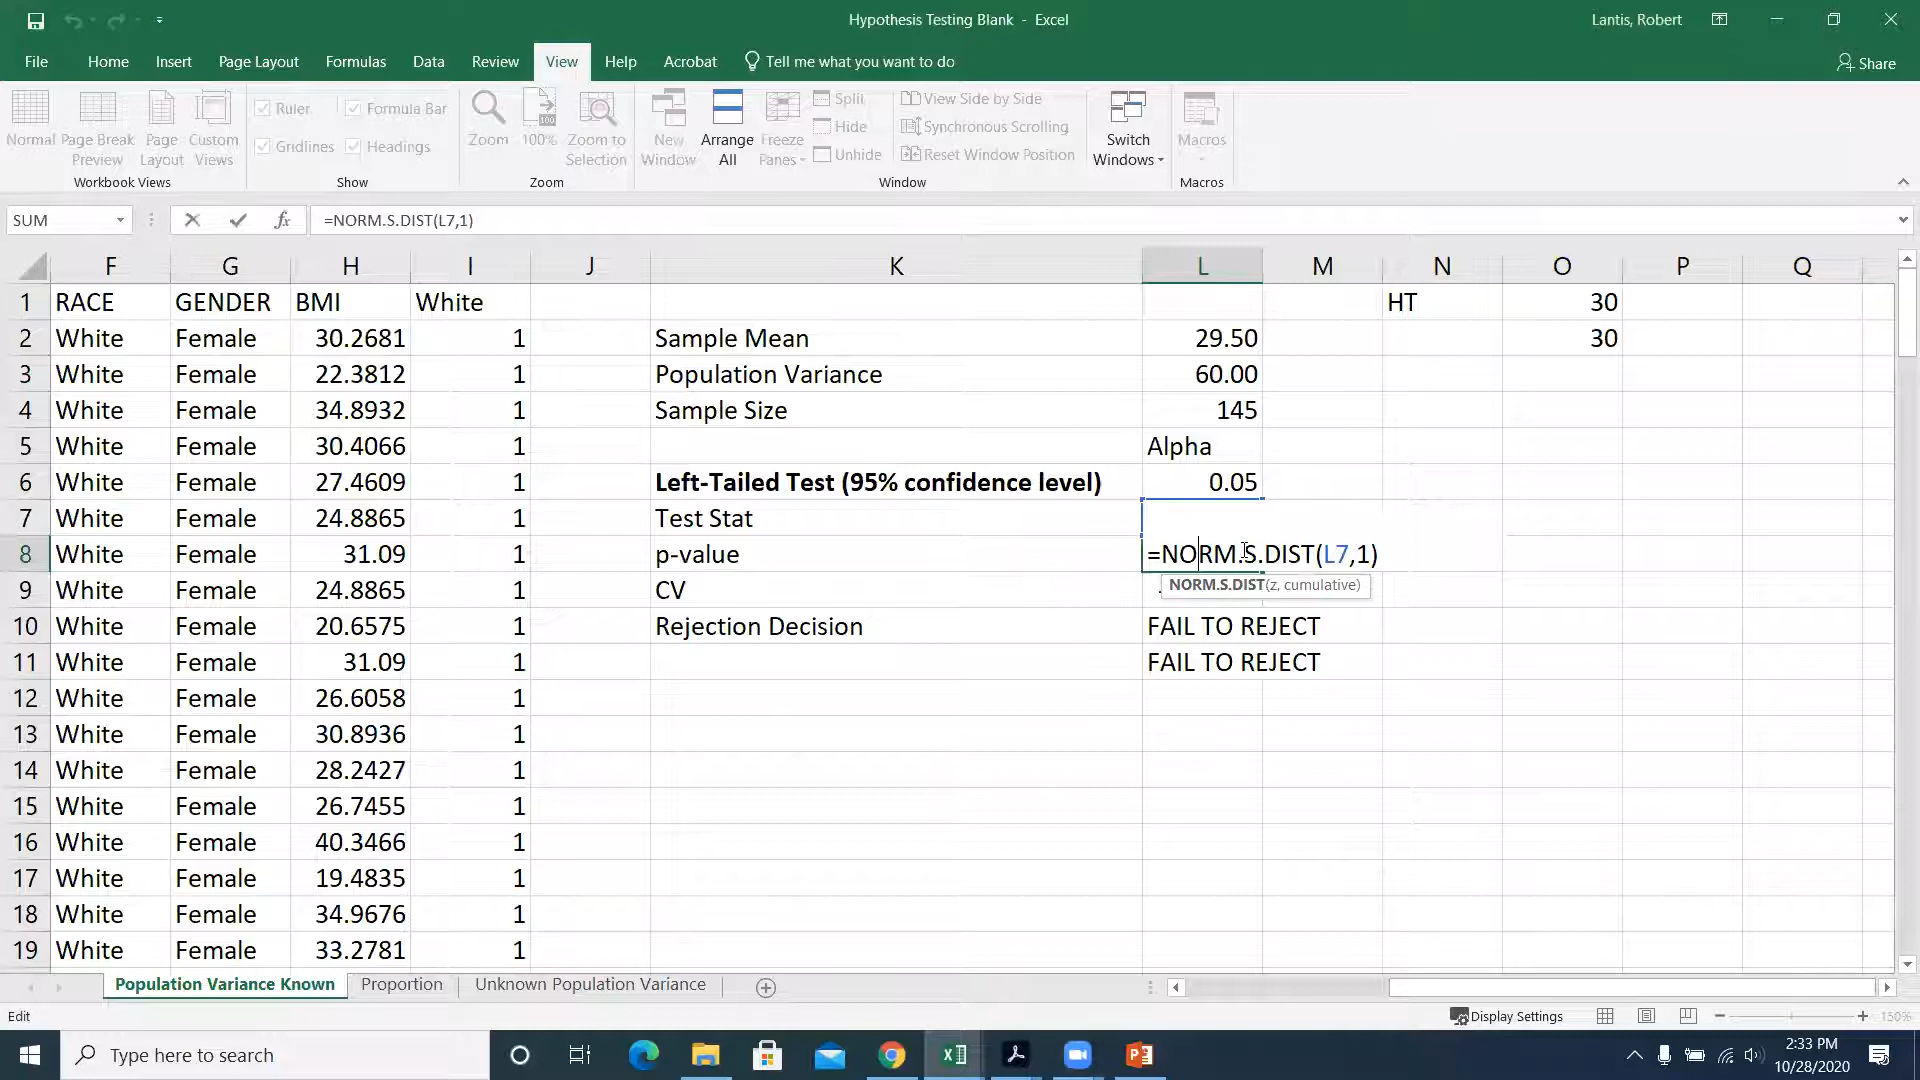 Hypothesis Testing Blank - Excel
Lantis, Robert
File Home Insert Page Layout Formulas Data Review View Help Acrobat Tell me what you want to do
Share
Normal Page Break Preview Page Layout Custom Views
Workbook Views
Ruler Formula Bar
Gridlines Headings
Show
Zoom 100% Zoom to Selection
100
Zoom
New Window Arrange All Freeze Panes
Split View Side by Side
Hide Synchronous Scrolling
Unhide Reset Window Position
Switch Windows
Window
Macros
Macros
SUM fx =NORM.S.DIST(L7,1)
F G H I J K L M N O P Q
1 RACE GENDER BMI White HT 30
2 White Female 30.2681 1 Sample Mean 29.50 30
3 White Female 22.3812 1 Population Variance 60.00
4 White Female 34.8932 1 Sample Size 145
5 White Female 30.4066 1 Alpha
6 White Female 27.4609 1 Left-Tailed Test (95% confidence level) 0.05
7 White Female 24.8865 1 Test Stat
8 White Female 31.09 1 p-value =NORM.S.DIST(L7,1)
9 White Female 24.8865 1 CV NORM.S.DIST(z, cumulative)
10 White Female 20.6575 1 Rejection Decision FAIL TO REJECT
11 White Female 31.09 1 FAIL TO REJECT
12 White Female 26.6058 1
13 White Female 30.8936 1
14 White Female 28.2427 1
15 White Female 26.7455 1
16 White Female 40.3466 1
17 White Female 19.4835 1
18 White Female 34.9676 1
19 White Female 33.2781 1
Population Variance Known Proportion Unknown Population Variance
Edit Display Settings 150%
Type here to search
2:33 PM
10/28/2020